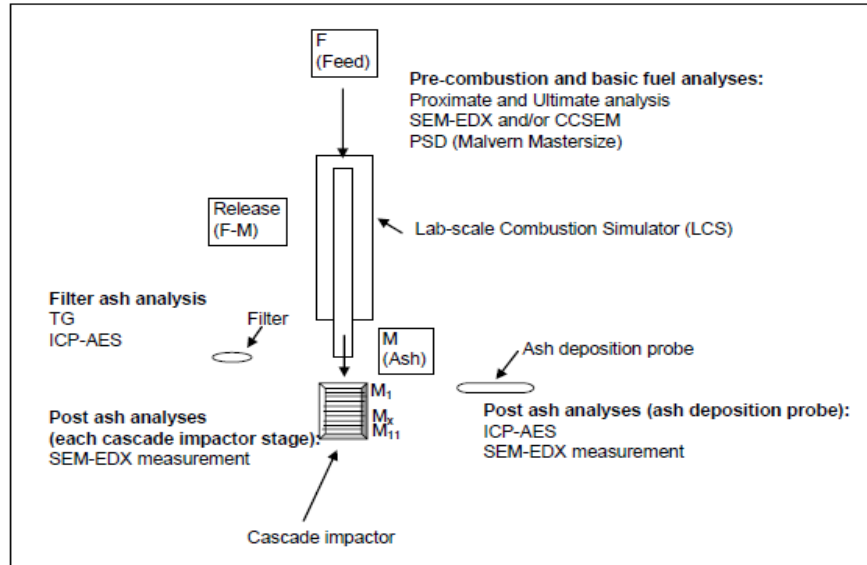 F
(Feed)
Pre-combustion and basic fuel analyses:
Proximate and Ultimate analysis
SEM-EDX and/or CCSEM
PSD (Malvern Mastersize)
Release
(F-M)
Lab-scale Combustion Simulator (LCS)
Filter ash analysis
TG
ICP-AES
Filter
M
(Ash)
Ash deposition probe
M1
Mx
M11
Post ash analyses
(each cascade impactor stage):
SEM-EDX measurement
Post ash analyses (ash deposition probe):
ICP-AES
SEM-EDX measurement
Cascade impactor